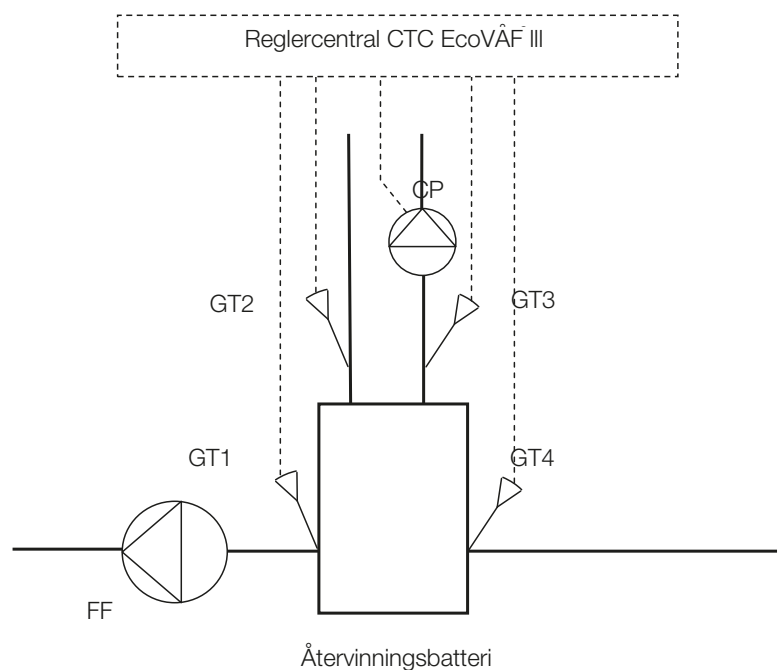 Reglercentral CTC EcoVÅF III
CP
GT2
GT3
GT1
GT4
FF
Återvinningsbatteri